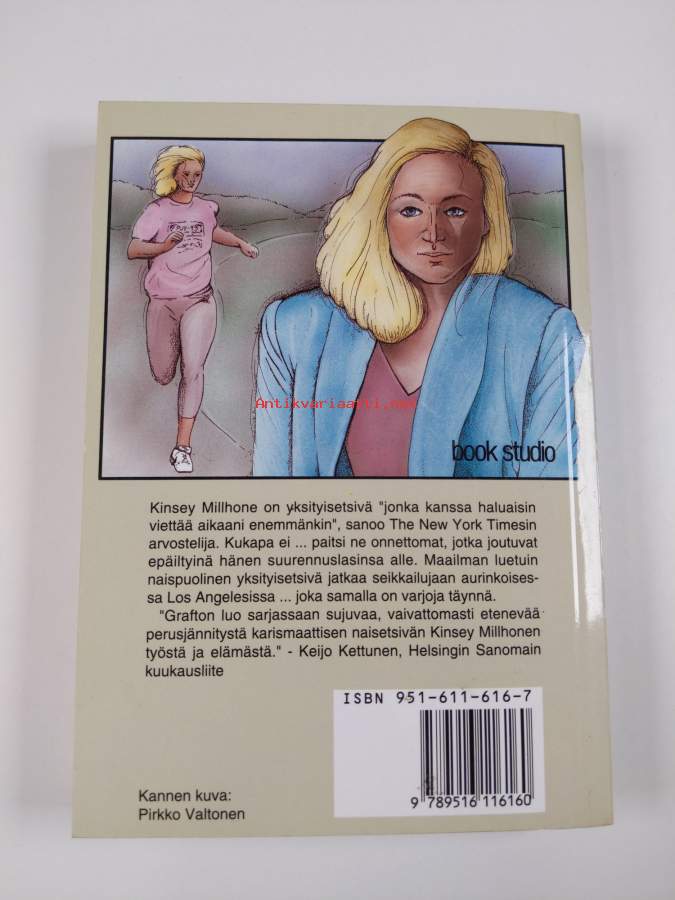 Antikvariaatti.net
book studio
Kinsey Millhone on yksityisetsivä "jonka kanssa haluaisin
viettää aikaani enemmänkin", sanoo The New York Timesin
arvostelija. Kukapa ei ... paitsi ne onnettomat, jotka joutuvat
epäiltyinä hänen suurennuslasinsa alle. Maailman luetuin
naispuolinen yksityisetsivä jatkaa seikkailujaan aurinkoises-
sa Los Angelesissa ... joka samalla on varjoja täynnä.
"Grafton luo sarjassaan sujuvaa, vaivattomasti etenevää
perusjännitystä karismaattisen naisetsivän Kinsey Millhonen
työstä ja elämästä." - Keijo Kettunen, Helsingin Sanomain
kuukausliite
ISBN 951-611-616-7
9 789516 116160
Kannen kuva:
Pirkko Valtonen